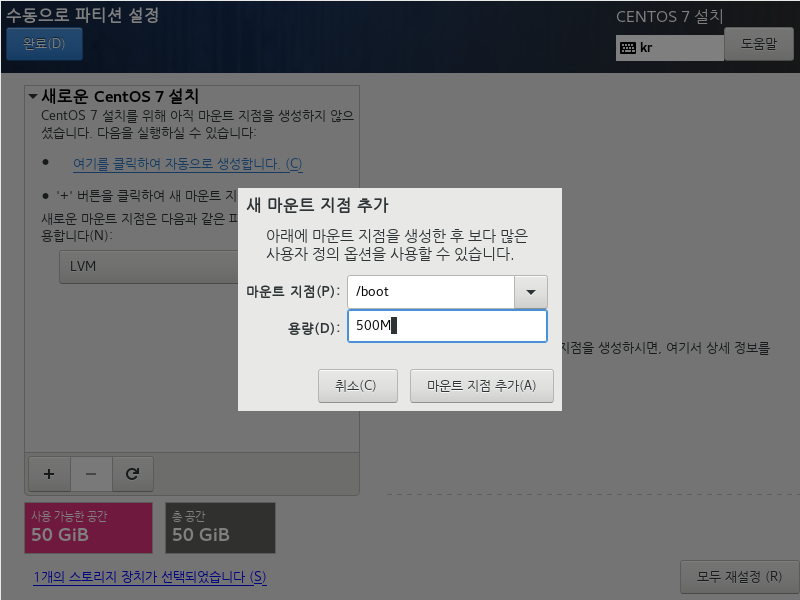 수동으로 파티션 설정
완료(D)
CENTOS 7 설치
kr
도움말
새로운 CentOS 7 설치
CentOS 7 설치를 위해 아직 마운트 지점을 생성하지 않으
셨습니다. 다음을 실행하실 수 있습니다:
여기를 클릭하여 자동으로 생성합니다. (C)
'+' 버튼을 클릭하여 새 마운트 지
새로운 마운트 지점은 다음과 같은 파
용합니다(N):
LVM
새 마운트 지점 추가
아래에 마운트 지점을 생성한 후 보다 많은
사용자 정의 옵션을 사용할 수 있습니다.
마운트 지점(P): /boot
용량(D): 500M
취소(C)
마운트 지점 추가(A)
지점을 생성하시면, 여기서 상세 정보를
사용 가능한 공간
50 GiB
총 공간
50 GiB
1개의 스토리지 장치가 선택되었습니다 (S)
모두 재설정 (R)